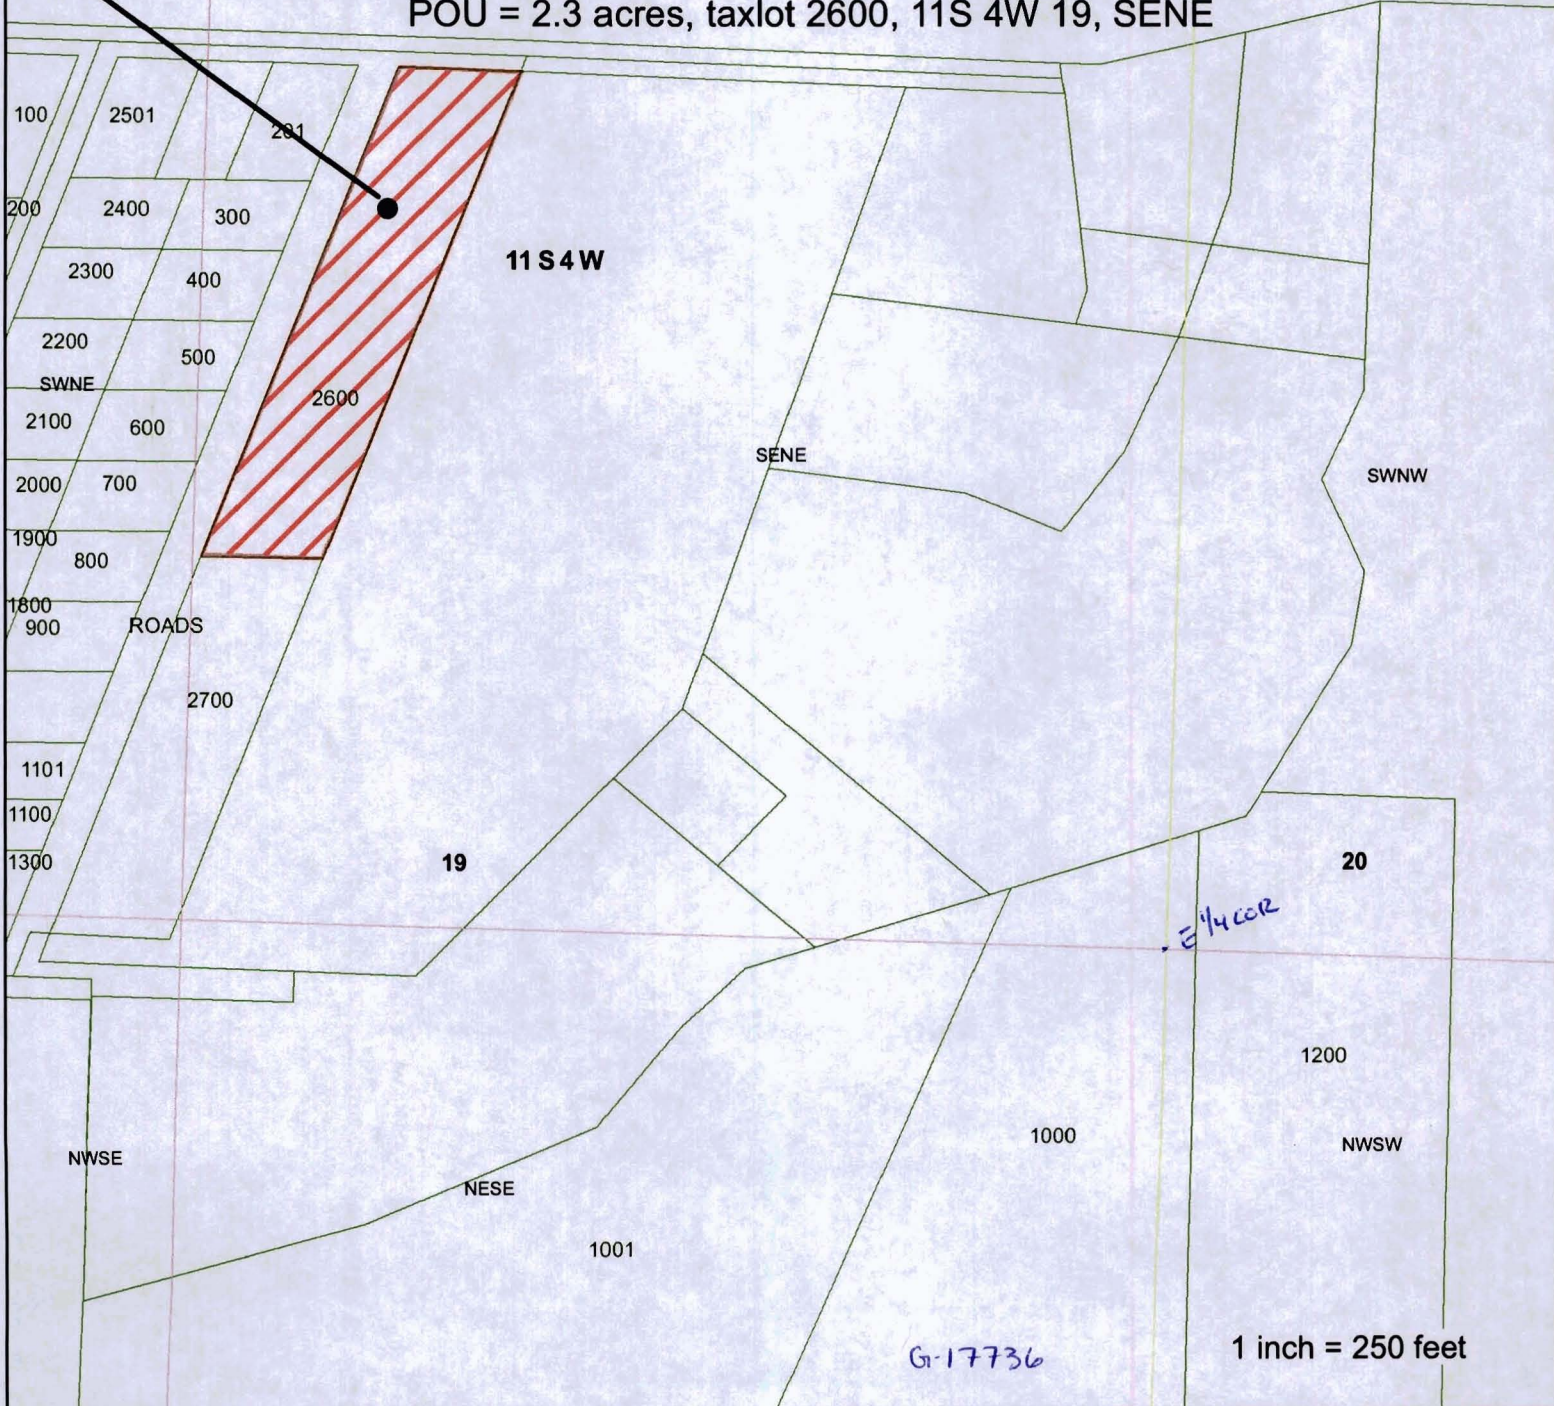 POU = 2.3 acres, taxlot 2600, 11S 4W 19, SENE
100
2501
201
200
2400
300
11 S 4 W
2300
400
2200
500
SWNE
2600
2100
600
SENE
SWNW
2000
700
1900
800
1800
900
ROADS
2700
1101
1100
1300
19
20
E 1/4 COR
1200
1000
NWSW
NWSE
NESE
1001
G-17736
1 inch = 250 feet